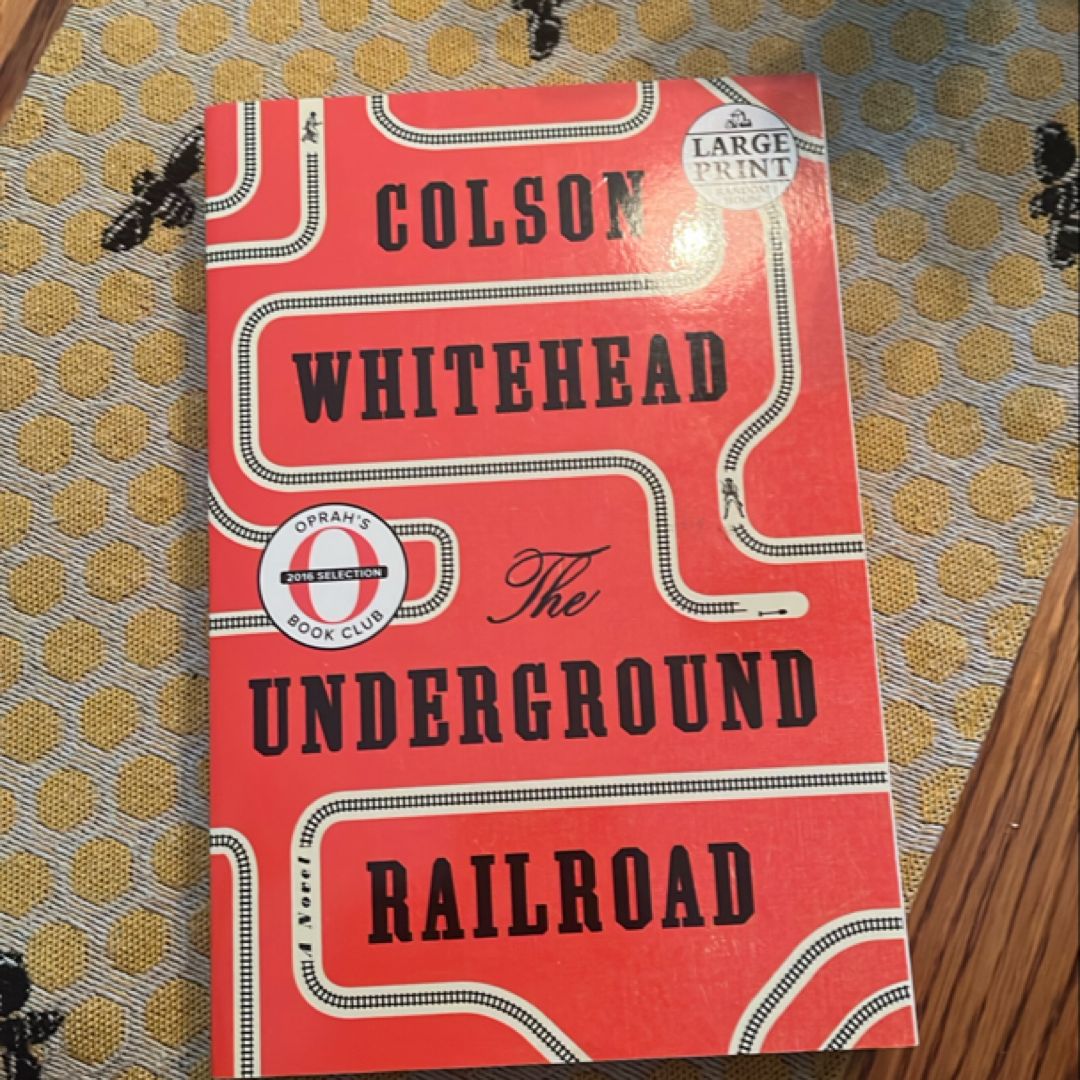 LARGE
PRINT
RANDOM
HOUSE
COLSON
WHITEHEAD
OPRAH'S
O
2016 SELECTION
BOOK CLUB
The
UNDERGROUND
A Novel
RAILROAD